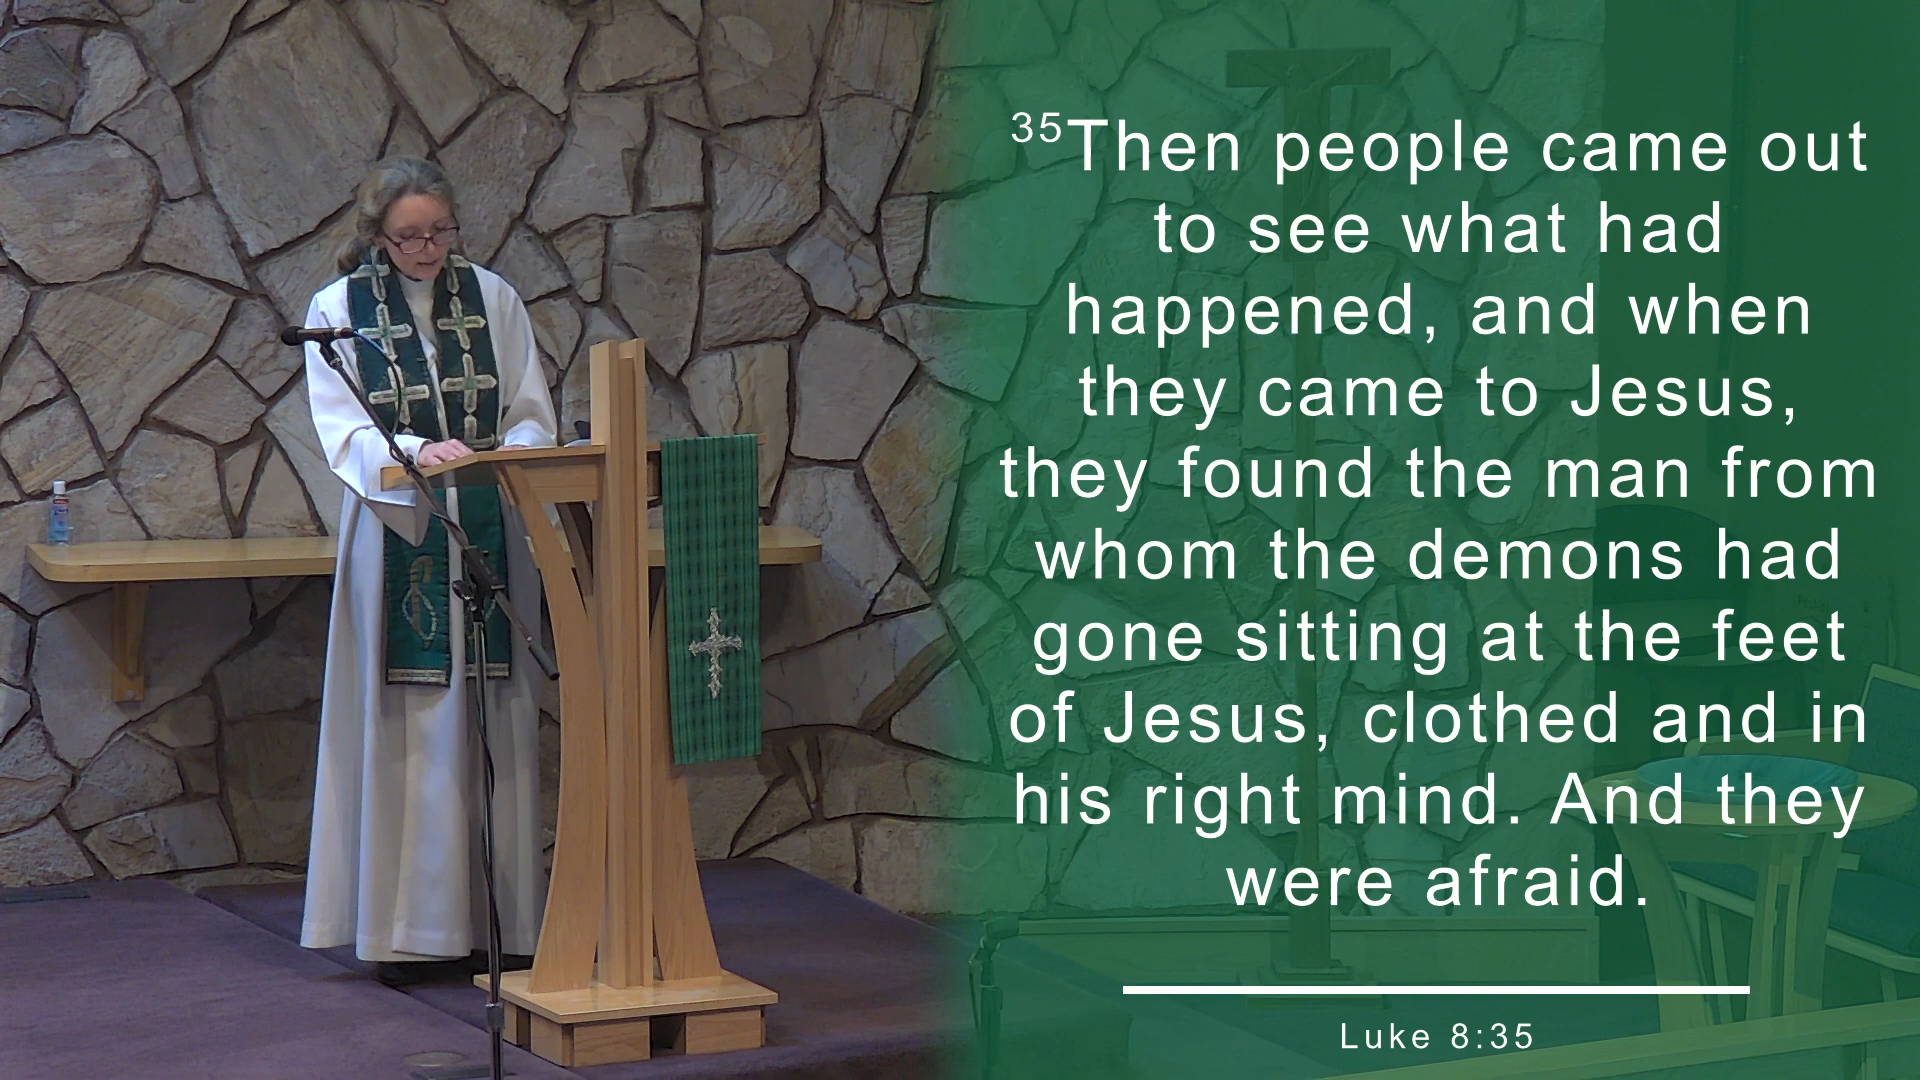 35Then people came out
to see what had
happened, and when
they came to Jesus,
they found the man from
whom the demons had
gone sitting at the feet
of Jesus, clothed and in
his right mind. And they
were afraid.
Luke 8:35